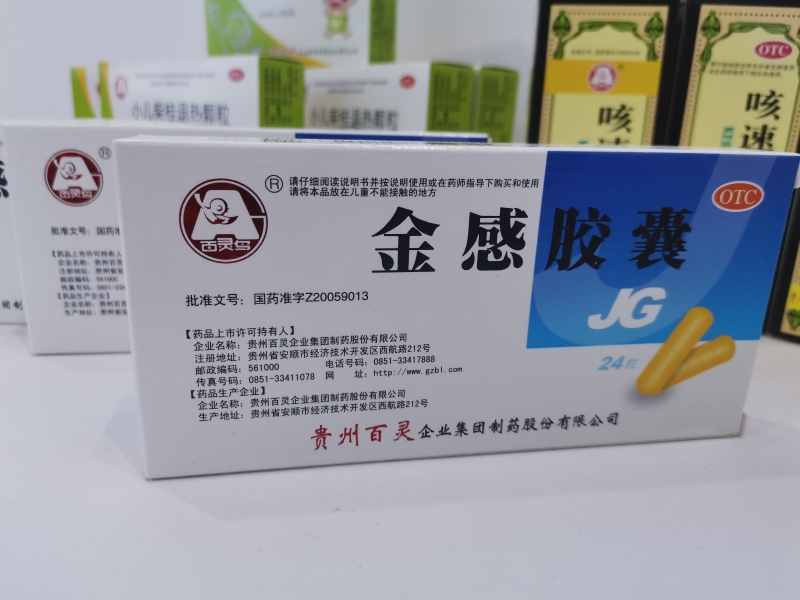 小儿柴桂退热颗粒
小儿柴桂退热颗粒
OTC
咳速
咳速
批准文号：国药准
百灵鸟
®
百灵鸟
®
请仔细阅读说明书并按说明使用或在药师指导下购买和使用
请将本品放在儿童不能接触的地方
OTC
金感胶囊
JG
24粒
批准文号：国药准字Z20059013
【药品上市许可持有人】
企业名称：贵州百灵企业集团制药股份有限公司
注册地址：贵州省安顺市经济技术开发区西航路212号
邮政编码：561000 电话号码：0851-33417888
传真号码：0851-33411078 网 址：http://www.gzbl.com
【药品生产企业】
企业名称：贵州百灵企业集团制药股份有限公司
生产地址：贵州省安顺市经济技术开发区西航路212号
贵州百灵企业集团制药股份有限公司